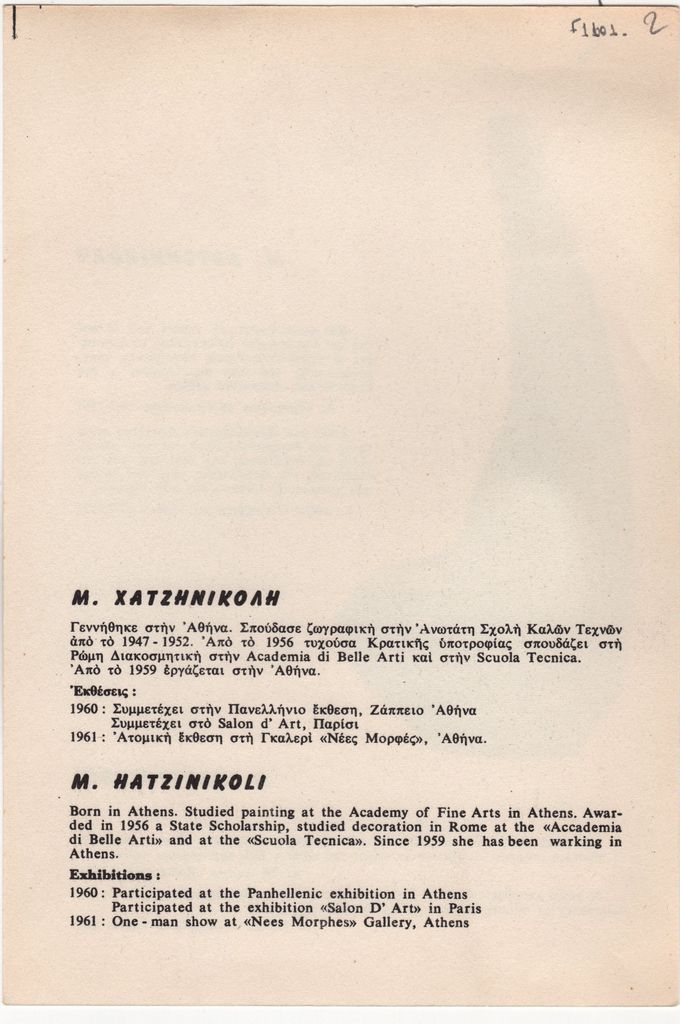 2
Μ. ΧΑΤΖΗΝΙΚΟΛΗ
Γεννήθηκε στὴν Ἀθήνα. Σπούδασε ζωγραφικὴ στὴν Ἀνωτάτη Σχολὴ Καλῶν Τεχνῶν
ἀπὸ τὸ 1947 - 1952. Ἀπὸ τὸ 1956 τυχούσα Κρατικῆς ὑποτροφίας σπουδάζει στὴ
Ρώμη Διακοσμητικὴ στὴν Academia di Belle Arti καὶ στὴν Scuola Tecnica.
Ἀπὸ τὸ 1959 ἐργάζεται στὴν Ἀθήνα.
Ἐκθέσεις :
1960 : Συμμετέχει στὴν Πανελλήνιο ἔκθεση, Ζάππειο Ἀθήνα
Συμμετέχει στὸ Salon d' Art, Παρίσι
1961 : Ἀτομικὴ ἔκθεση στὴ Γκαλερὶ «Νέες Μορφές», Ἀθήνα.
M. HATZINIKOLI
Born in Athens. Studied painting at the Academy of Fine Arts in Athens. Awar-
ded in 1956 a State Scholarship, studied decoration in Rome at the «Accademia
di Belle Arti» and at the «Scuola Tecnica». Since 1959 she has been warking in
Athens.
Exhibitions :
1960 : Participated at the Panhellenic exhibition in Athens
Participated at the exhibition «Salon D' Art» in Paris
1961 : One - man show at «Nees Morphes» Gallery, Athens